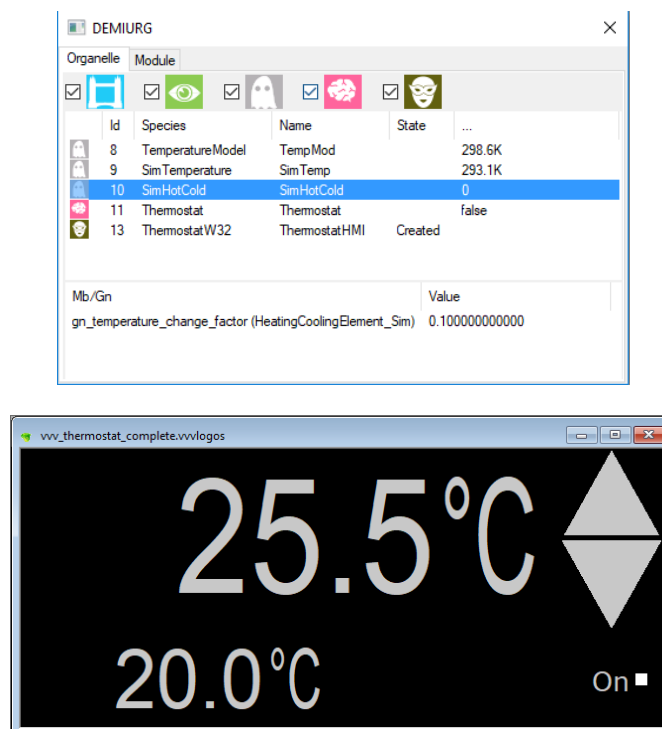 DEMIURG
Organelle Module
Id Species Name State ...
8 TemperatureModel TempMod 298.6K
9 SimTemperature SimTemp 293.1K
10 SimHotCold SimHotCold 0
11 Thermostat Thermostat false
13 ThermostatW32 ThermostatHMI Created
Mb/Gn Value
gn_temperature_change_factor (HeatingCoolingElement_Sim) 0.100000000000
vvv_thermostat_complete.vvvlogos
25.5°C
20.0°C
On